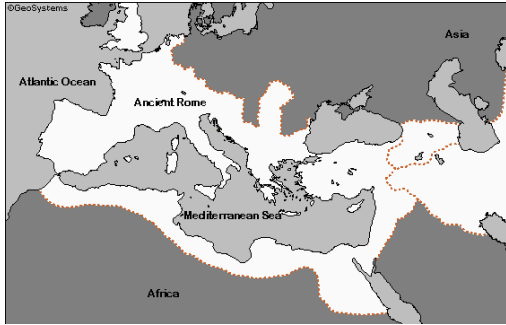 ©GeoSystems
Asia
Atlantic Ocean
Ancient Rome
Mediterranean Sea
Africa